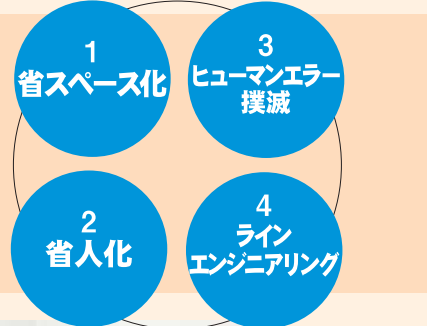 1
省スペース化
2
省人化
3
ヒューマンエラー
撲滅
4
ライン
エンジニアリング